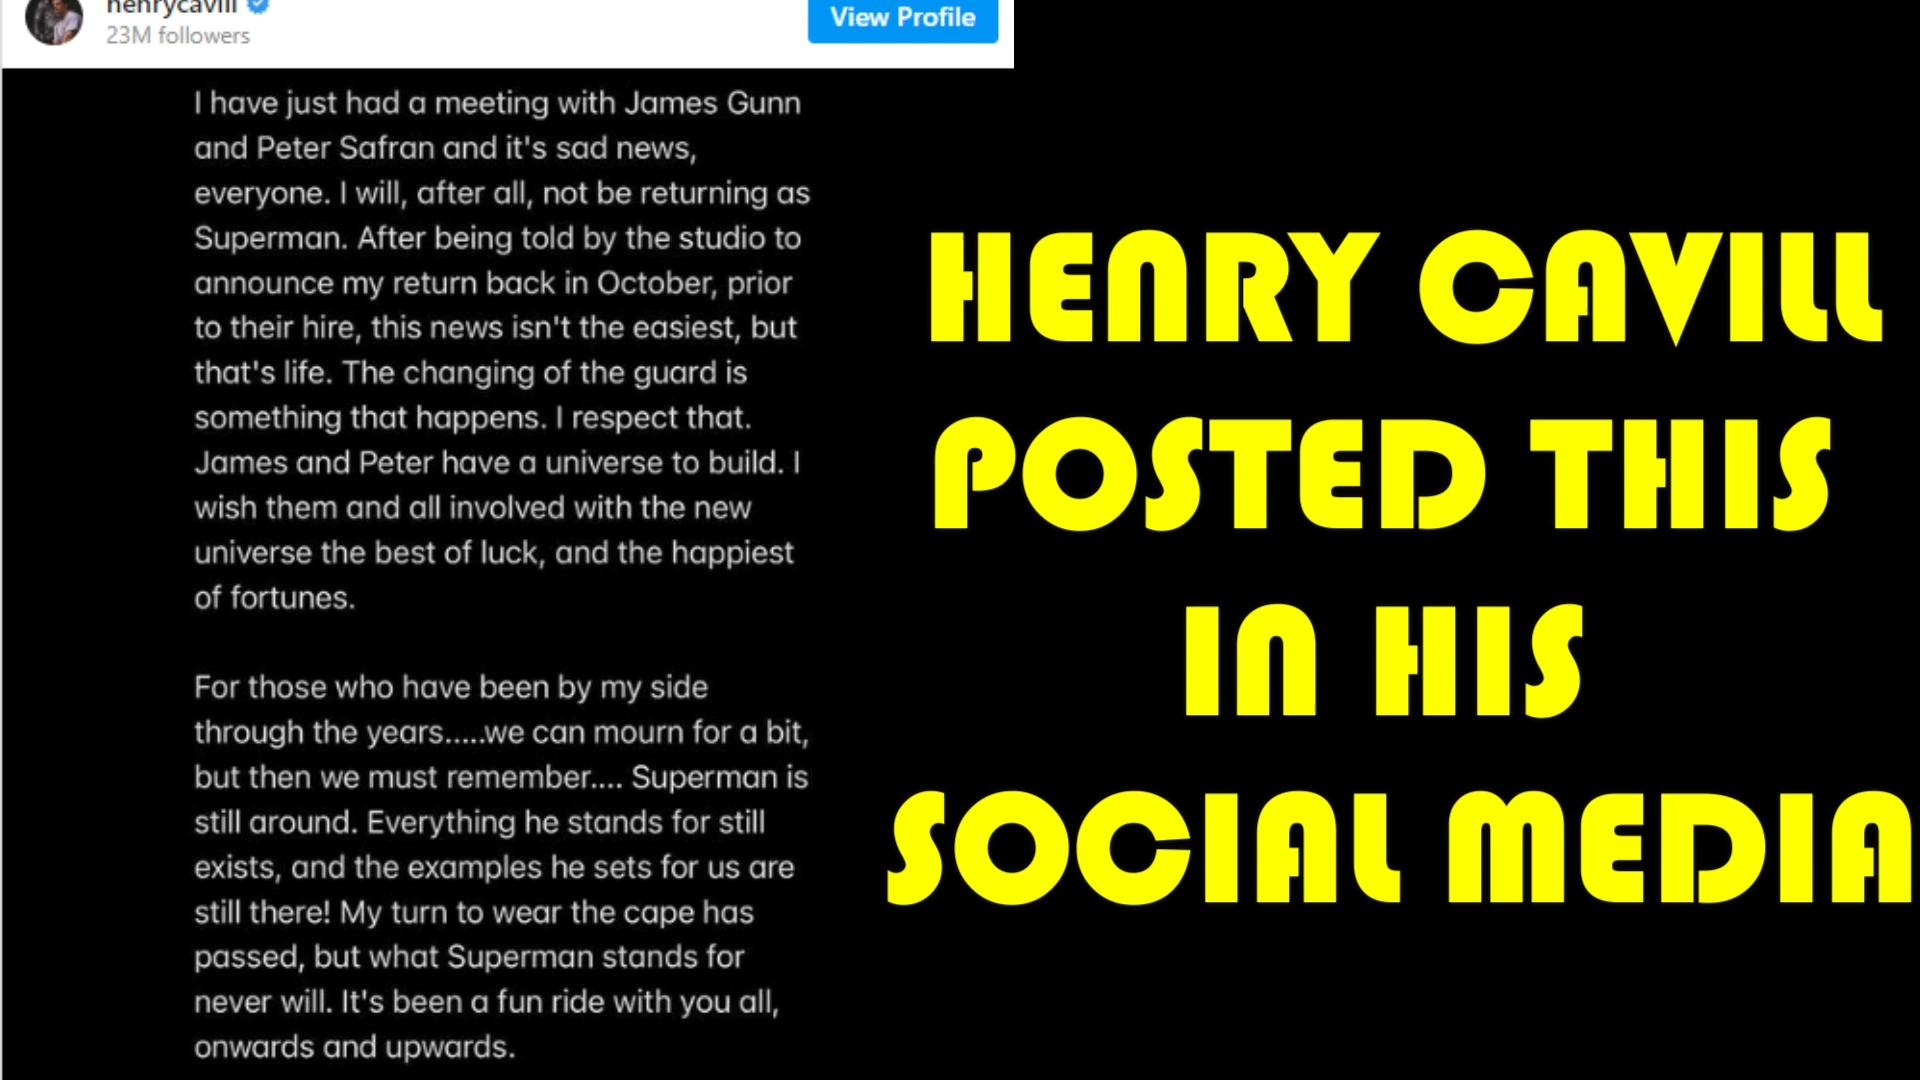 henrycavill
23M followers
View Profile
I have just had a meeting with James Gunn
and Peter Safran and it's sad news,
everyone. I will, after all, not be returning as
Superman. After being told by the studio to
announce my return back in October, prior
to their hire, this news isn't the easiest, but
that's life. The changing of the guard is
something that happens. I respect that.
James and Peter have a universe to build. I
wish them and all involved with the new
universe the best of luck, and the happiest
of fortunes.
For those who have been by my side
through the years.....we can mourn for a bit,
but then we must remember.... Superman is
still around. Everything he stands for still
exists, and the examples he sets for us are
still there! My turn to wear the cape has
passed, but what Superman stands for
never will. It's been a fun ride with you all,
onwards and upwards.
HENRY CAVILL
POSTED THIS
IN HIS
SOCIAL MEDIA